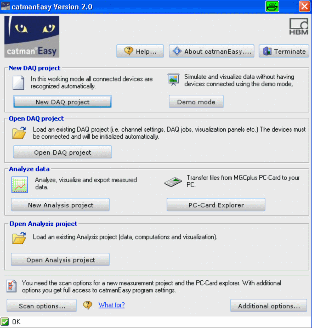 catmanEasy Version 2.0
HBM
catman®Easy
Help...
About catmanEasy....
Terminate
New DAQ project
In this working mode all connected devices are
recognized automatically.
Simulate and visualize data without having
devices connected using the demo mode.
New DAQ project
Demo mode
Open DAQ project
Load an existing DAQ project (i.e. channel settings, DAQ jobs, visualization panels etc.) The devices must
be connected and will be initialized automatically.
Open DAQ project
Analyze data
Analyze, visualize and export measured
data.
Transfer files from MGCplus PC-Card to your
PC.
New Analysis project
PC-Card Explorer
Open Analysis project
Load an existing Analysis project (data, computations and visualization).
Open Analysis project
You need the scan options for a new measurement project and the PC-Card explorer. With additional
options you get full access to catmanEasy program settings.
Scan options...
What for?
Additional options...
OK